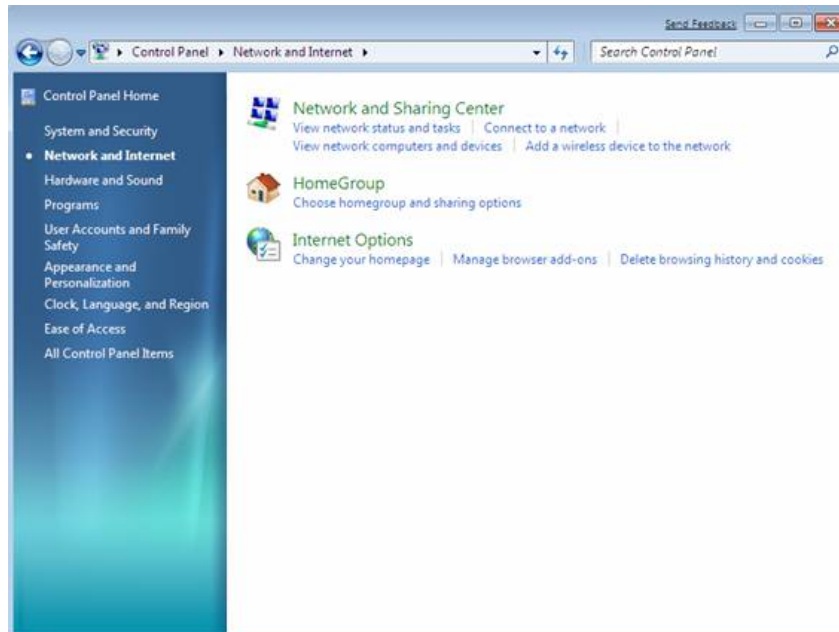 Send Feedback
Control Panel Network and Internet
Search Control Panel
Control Panel Home
System and Security
Network and Internet
Hardware and Sound
Programs
User Accounts and Family
Safety
Appearance and
Personalization
Clock, Language, and Region
Ease of Access
All Control Panel Items
Network and Sharing Center
View network status and tasks Connect to a network
View network computers and devices Add a wireless device to the network
HomeGroup
Choose homegroup and sharing options
Internet Options
Change your homepage Manage browser add-ons Delete browsing history and cookies